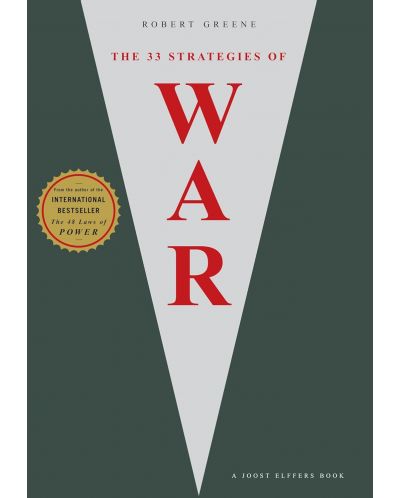 ROBERT GREENE
THE 33 STRATEGIES OF
W
A
R
From the author of the
INTERNATIONAL
BESTSELLER
The 48 Laws of
POWER
A JOOST ELFFERS BOOK